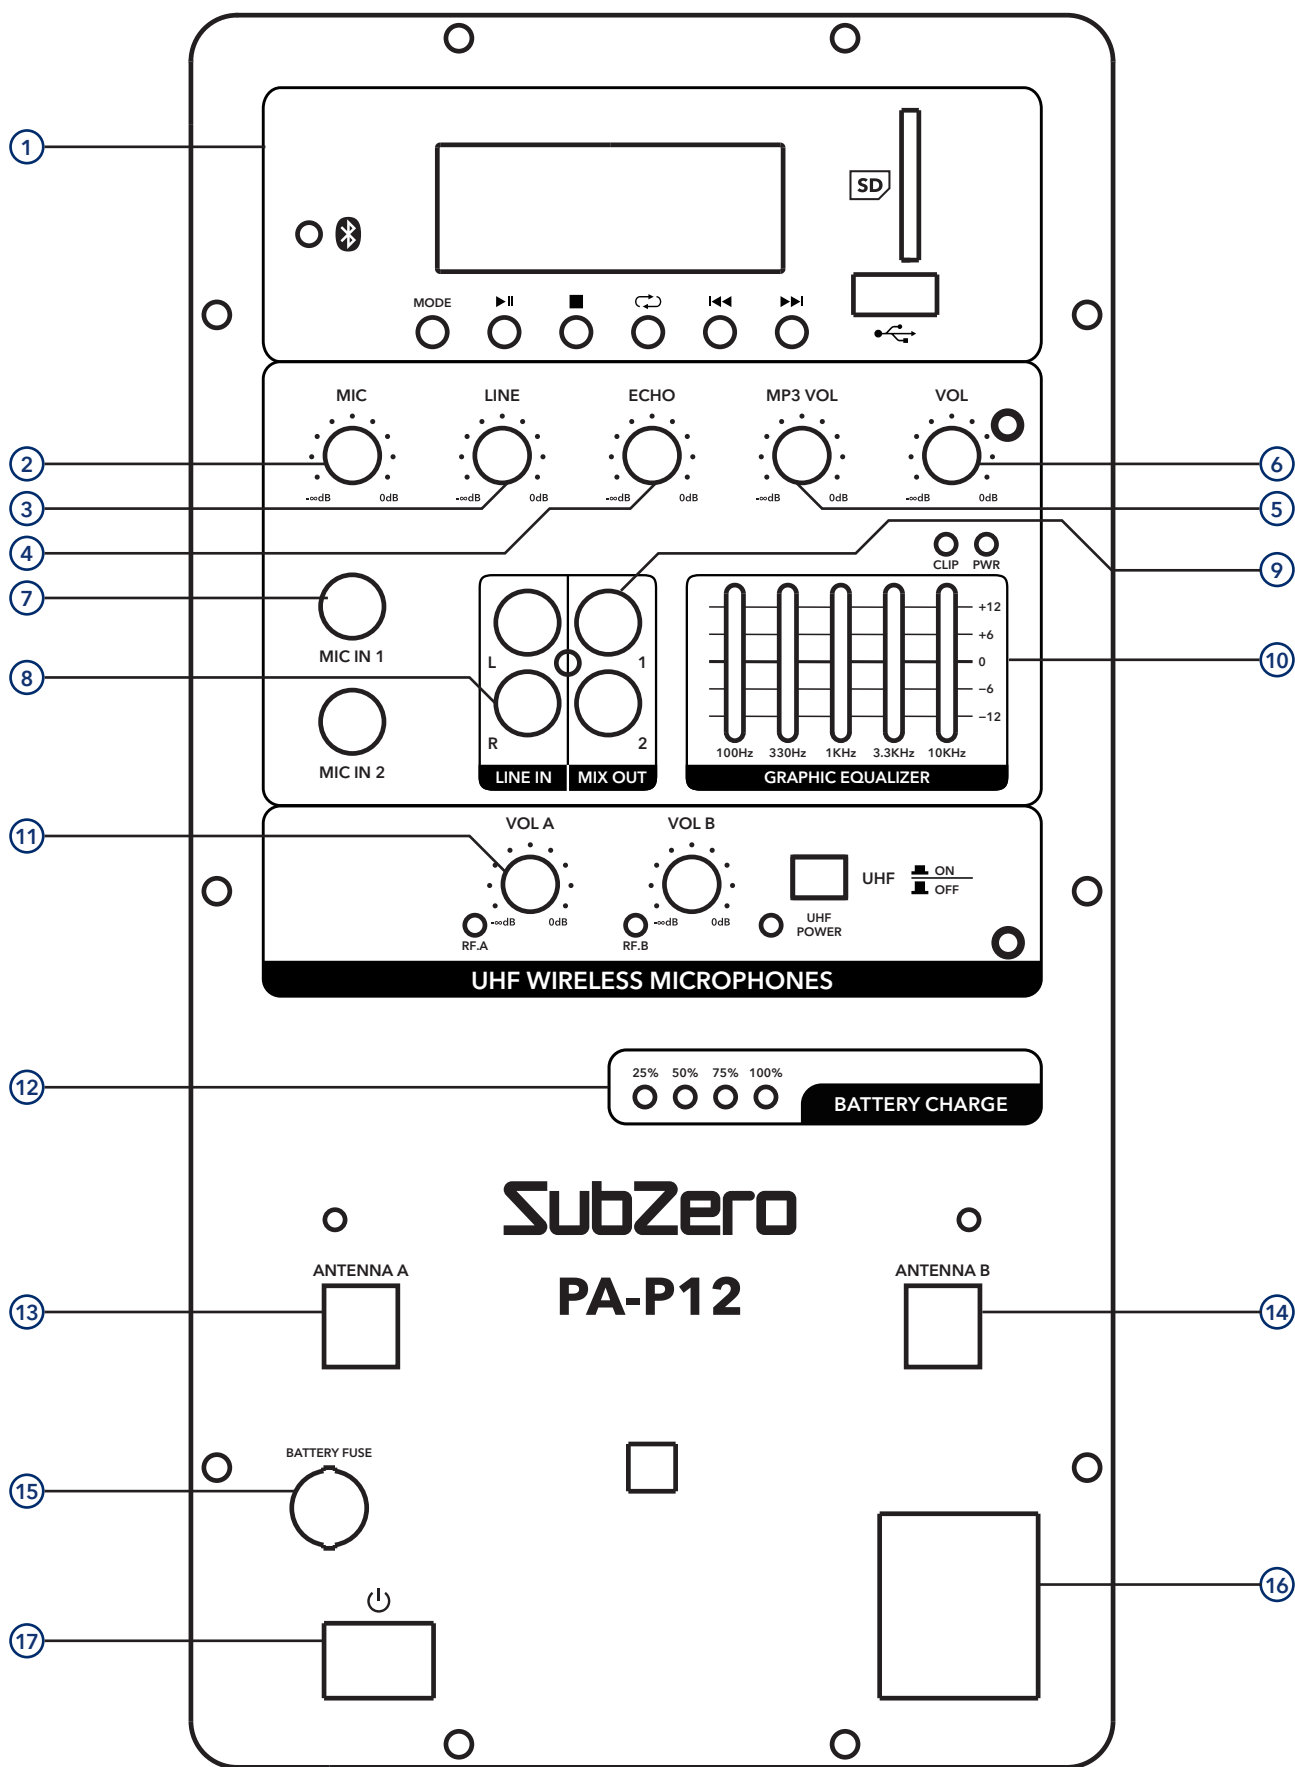 1
SD
MODE
MIC LINE ECHO MP3 VOL VOL
2
6
-∞dB 0dB -∞dB 0dB -∞dB 0dB -∞dB 0dB -∞dB 0dB
3
5
4
CLIP PWR
9
7
MIC IN 1
L 1
+12
+6
0
-6
-12
10
8
R 2
100Hz 330Hz 1KHz 3.3KHz 10KHz
MIC IN 2
LINE IN MIX OUT
GRAPHIC EQUALIZER
11
VOL A VOL B
UHF
ON
OFF
-∞dB 0dB -∞dB 0dB
RF.A RF.B
UHF
POWER
UHF WIRELESS MICROPHONES
12
25% 50% 75% 100%
BATTERY CHARGE
SubZero
ANTENNA A
ANTENNA B
PA-P12
13
14
BATTERY FUSE
15
16
17